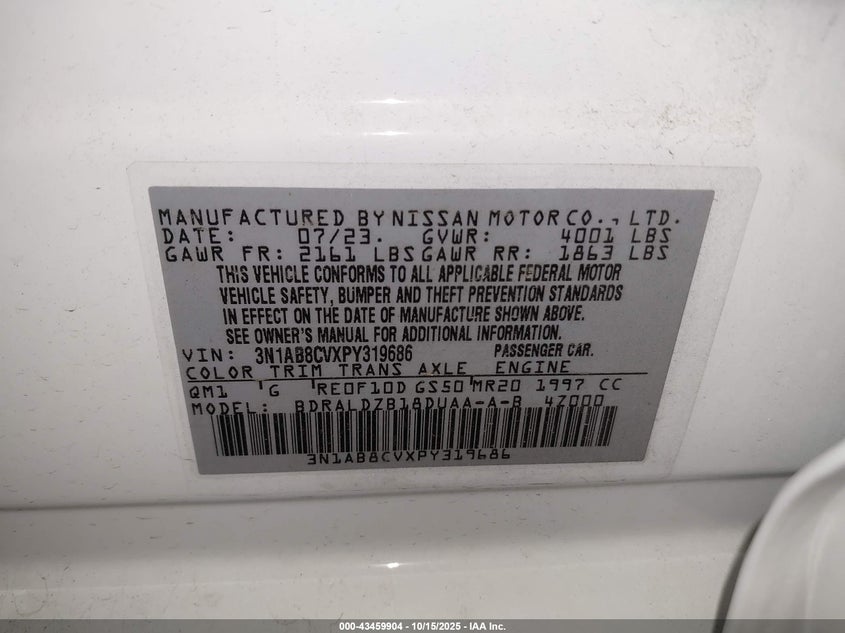 MANUFACTURED BY NISSAN MOTOR CO., LTD.
DATE: 07/23. GVWR: 4001 LBS
GAWR FR: 2161 LBS GAWR RR: 1863 LBS
THIS VEHICLE CONFORMS TO ALL APPLICABLE FEDERAL MOTOR
VEHICLE SAFETY, BUMPER AND THEFT PREVENTION STANDARDS
IN EFFECT ON THE DATE OF MANUFACTURE SHOWN ABOVE.
SEE OWNER'S MANUAL FOR ADDITIONAL INFORMATION.
VIN: 3N1AB8CVXPY319686 PASSENGER CAR.
COLOR TRIM TRANS AXLE ENGINE
QM1 G RE0F10D GS50 MR20 1997 CC
MODEL: BDRALDZB18DUAA-A-B 4Z000
3N1AB8CVXPY319686
000-43459904 - 10/15/2025 - IAA Inc.